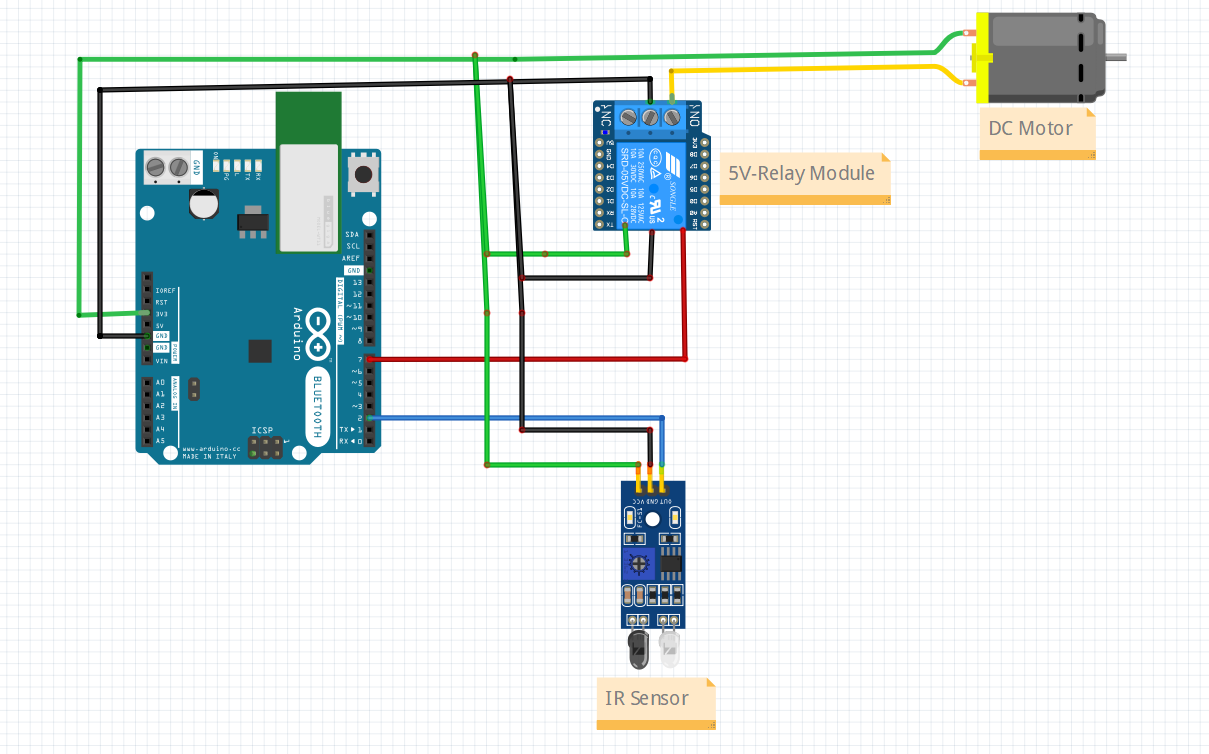 DC Motor
5V-Relay Module
NC
NO
SRD-05VDC-SL-C
10A 250VAC 10A 125VAC
10A 30VDC 10A 28VDC
SONGLE
GND
ON
L
TX
RX
SDA
SCL
AREF
GND
13
12
~11
~10
~9
8
7
~6
~5
4
~3
2
TX 1
RX 0
DIGITAL (PWM ~)
IOREF
RST
3V3
5V
GND
GND
VIN
POWER
A0
A1
A2
A3
A4
A5
ANALOG IN
Arduino
BLUETOOTH
ICSP
www.arduino.cc
MADE IN ITALY
OUT GND VCC
FC-51
IR Sensor